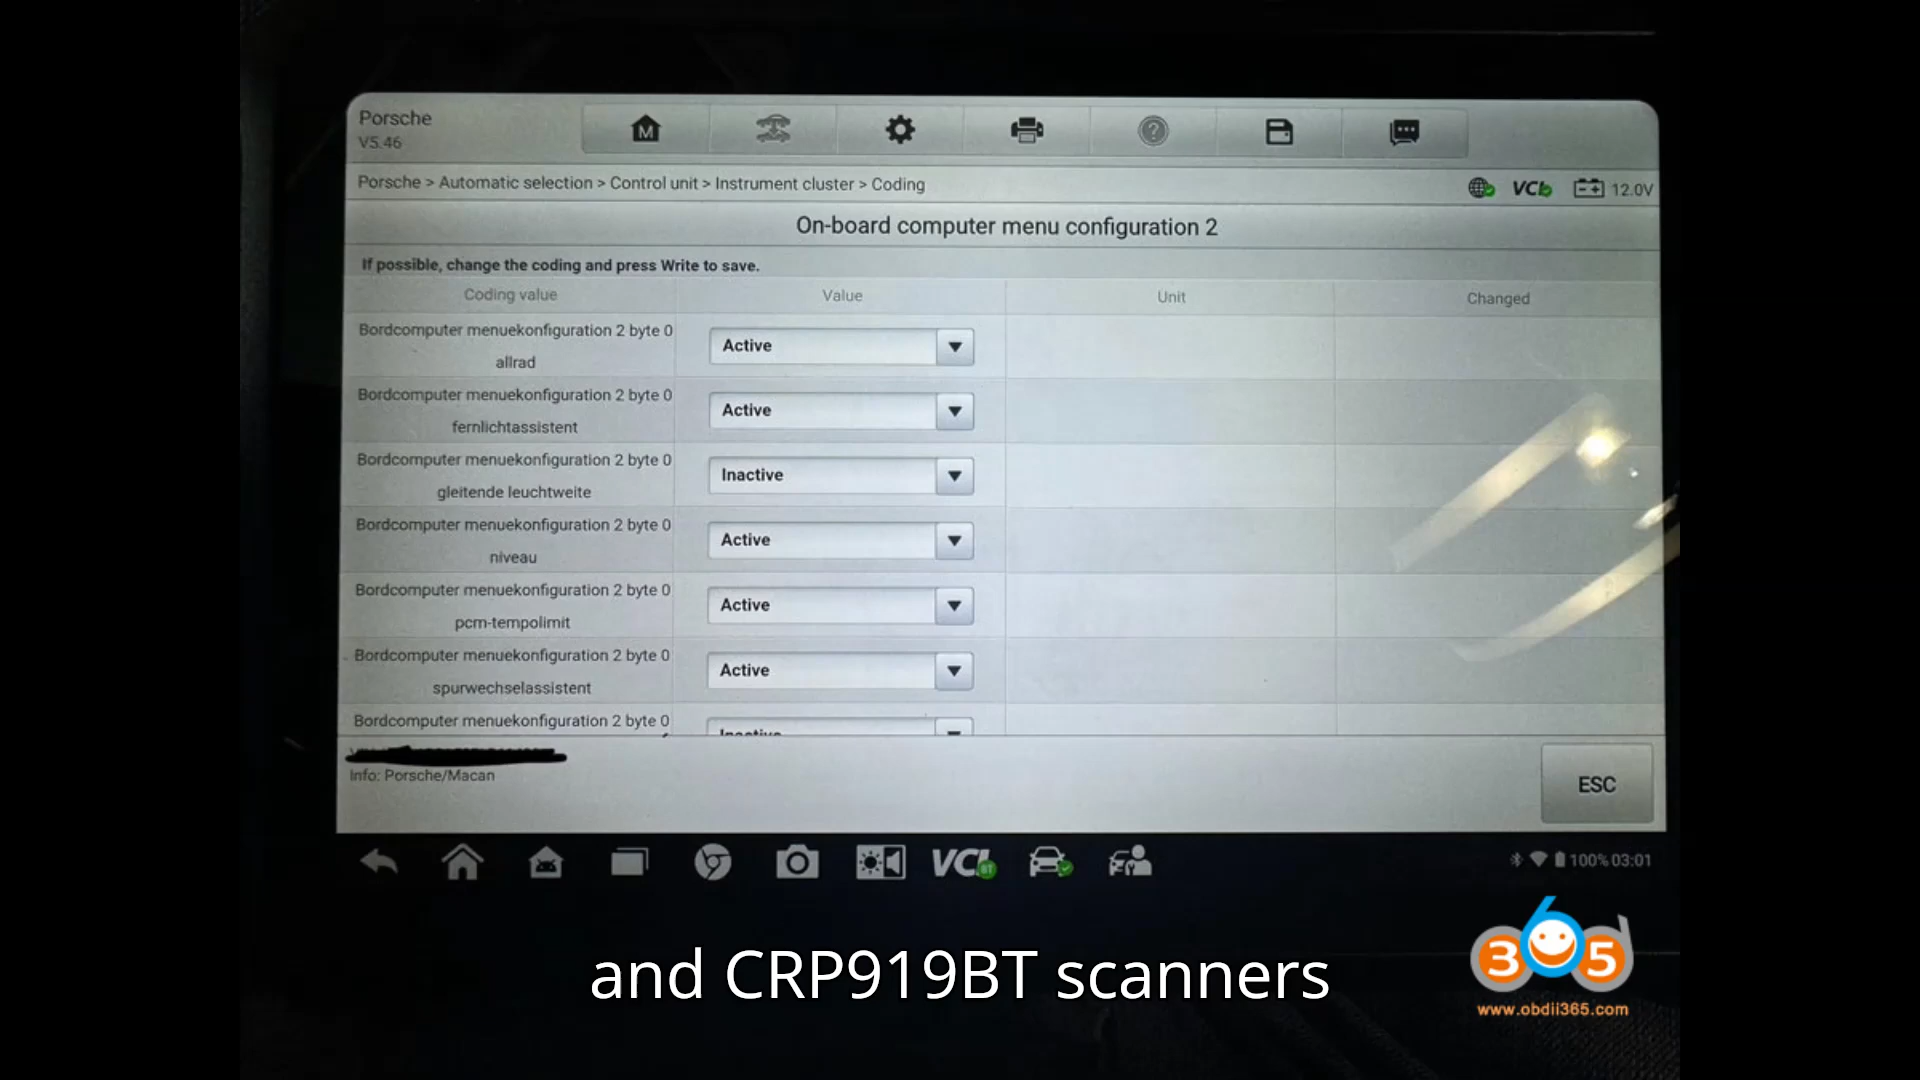 Porsche
V5.46
M
?
Porsche > Automatic selection > Control unit > Instrument cluster > Coding
VCI
12.0V
On-board computer menu configuration 2
If possible, change the coding and press Write to save.
Coding value
Value
Unit
Changed
Bordcomputer menuekonfiguration 2 byte 0
allrad
Active
Bordcomputer menuekonfiguration 2 byte 0
fernlichtassistent
Active
Bordcomputer menuekonfiguration 2 byte 0
gleitende leuchtweite
Inactive
Bordcomputer menuekonfiguration 2 byte 0
niveau
Active
Bordcomputer menuekonfiguration 2 byte 0
pcm-tempolimit
Active
Bordcomputer menuekonfiguration 2 byte 0
spurwechselassistent
Active
Bordcomputer menuekonfiguration 2 byte 0
Inactive
Info: Porsche/Macan
ESC
VCI
BT
100% 03:01
and CRP919BT scanners
365d
www.obdii365.com